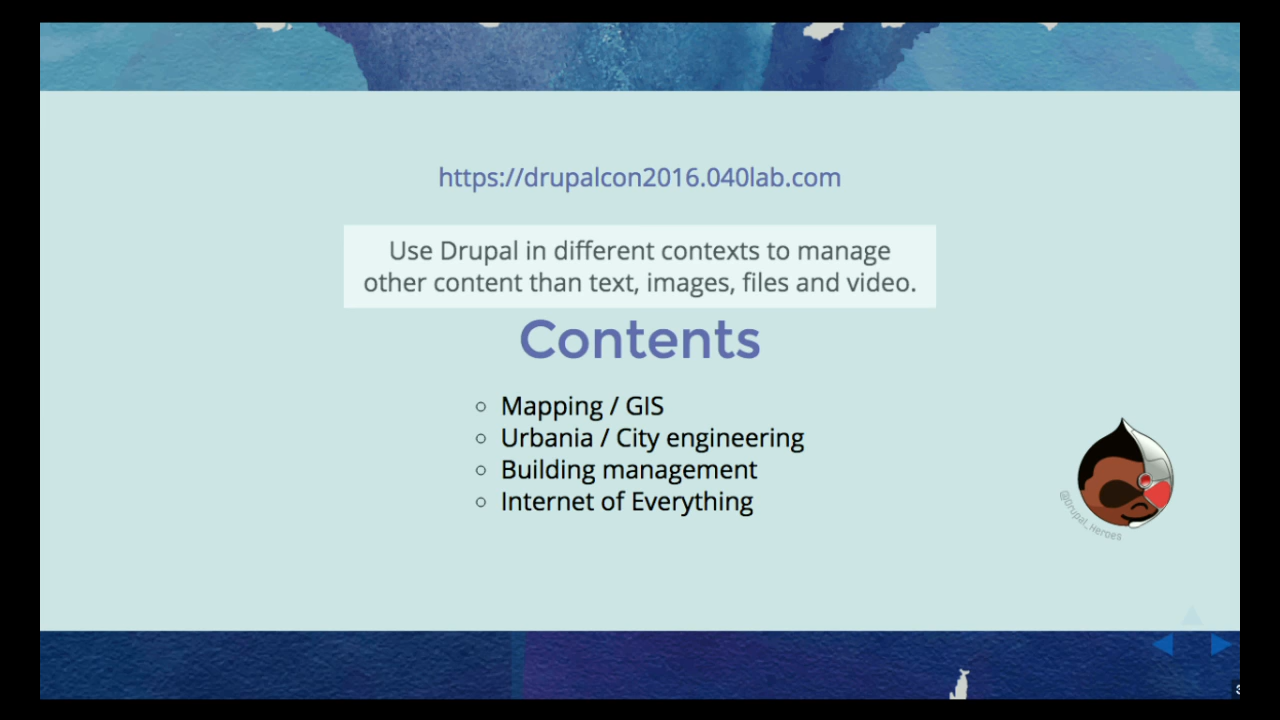 https://drupalcon2016.040lab.com
Use Drupal in different contexts to manage
other content than text, images, files and video.
Contents
Mapping / GIS
Urbania / City engineering
Building management
Internet of Everything
@Drupal_Heroes